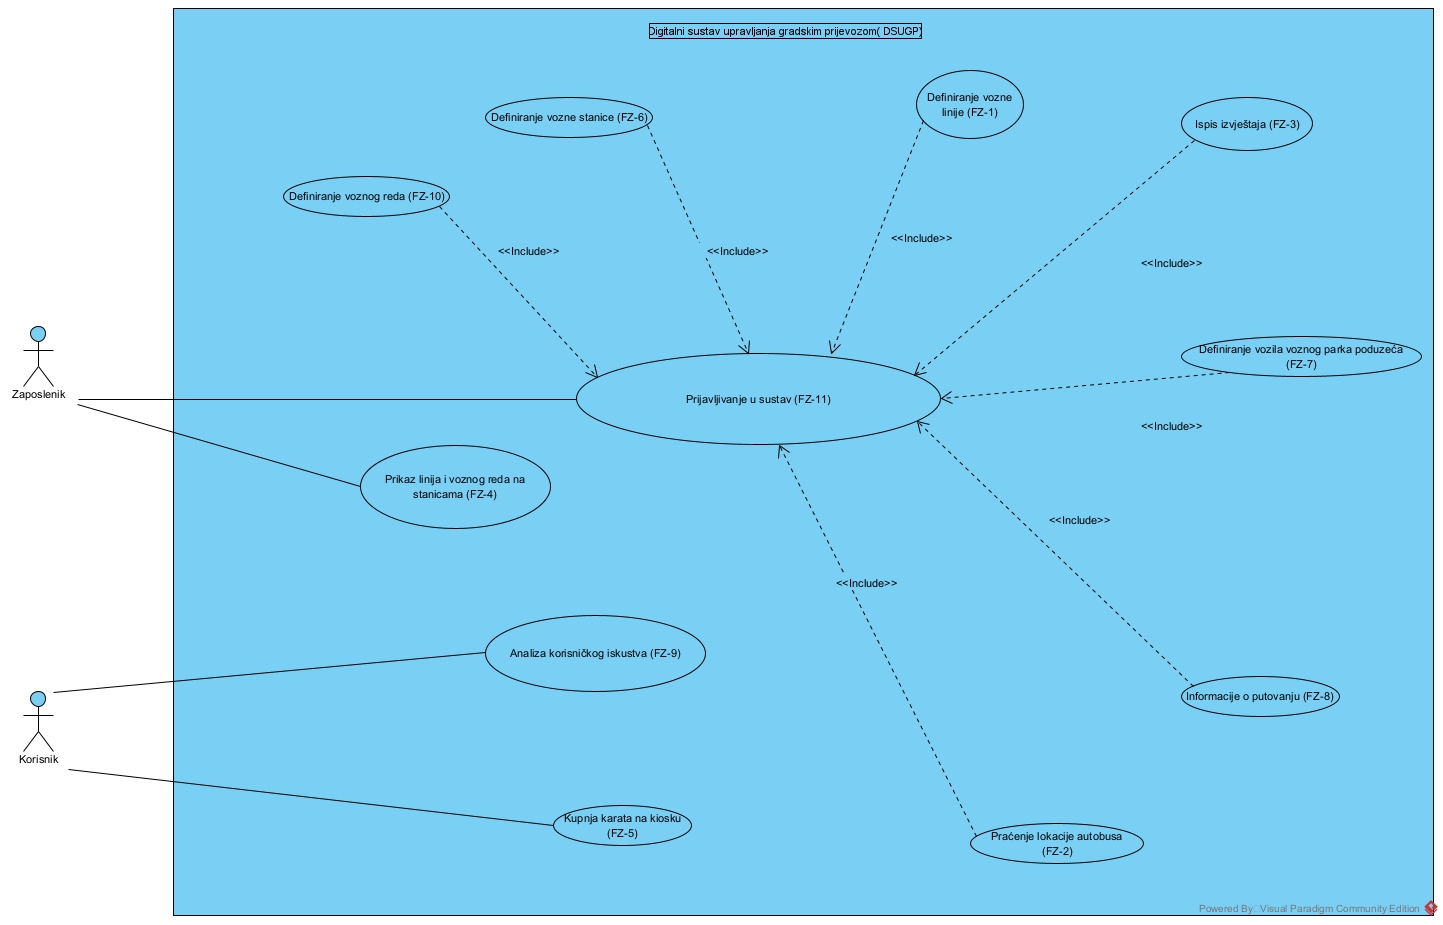 Digitalni sustav upravljanja gradskim prijevozom( DSUGP)
Definiranje vozne
linije (FZ-1)
Definiranje vozne stanice (FZ-6)
Ispis izvještaja (FZ-3)
Definiranje voznog reda (FZ-10)
<<Include>>
<<Include>>
<<Include>>
<<Include>>
Definiranje vozila voznog parka poduzeća
(FZ-7)
Zaposlenik
Prijavljivanje u sustav (FZ-11)
<<Include>>
Prikaz linija i voznog reda na
stanicama (FZ-4)
<<Include>>
<<Include>>
Analiza korisničkog iskustva (FZ-9)
Informacije o putovanju (FZ-8)
Korisnik
Kupnja karata na kiosku
(FZ-5)
Praćenje lokacije autobusa
(FZ-2)
Powered By Visual Paradigm Community Edition